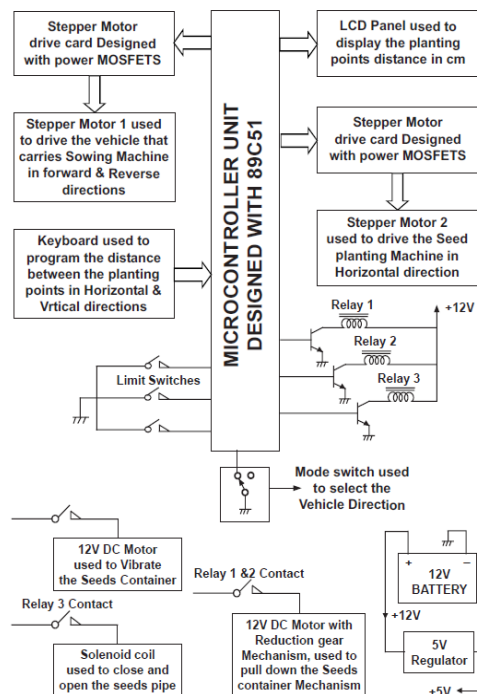 Stepper Motor
drive card Designed
with power MOSFETS
LCD Panel used to
display the planting
points distance in cm
Stepper Motor 1 used
to drive the vehicle that
carries Sowing Machine
in forward & Reverse
directions
MICROCONTROLLER UNIT
DESIGNED WITH 89C51
Stepper Motor
drive card Designed
with power MOSFETS
Keyboard used to
program the distance
between the planting
points in Horizontal &
Vrtical directions
Stepper Motor 2
used to drive the Seed
planting Machine in
Horizontal direction
Relay 1
+12V
Relay 2
Relay 3
Limit Switches
Mode switch used
to select the
Vehicle Direction
12V DC Motor
used to Vibrate
the Seeds Container
Relay 3 Contact
Solenoid coil
used to close and
open the seeds pipe
Relay 1 &2 Contact
12V DC Motor with
Reduction gear
Mechanism, used to
pull down the Seeds
container Mechanism
+ −
12V
BATTERY
+12V
5V
Regulator
+5V